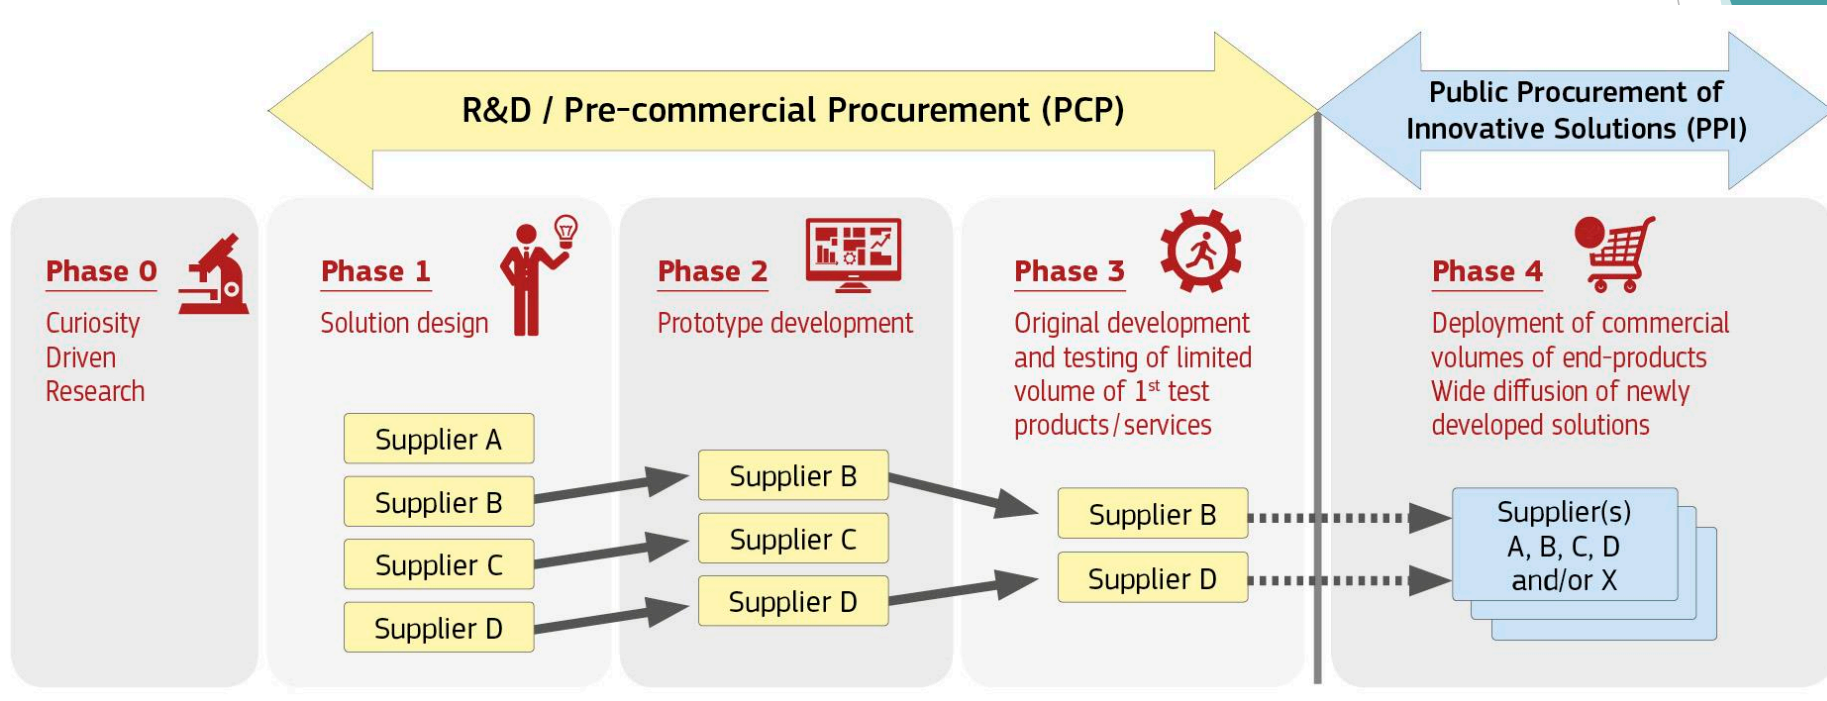 R&D / Pre-commercial Procurement (PCP)
Public Procurement of
Innovative Solutions (PPI)
Phase 0
Curiosity
Driven
Research
Phase 1
Solution design
Supplier A
Supplier B
Supplier C
Supplier D
Phase 2
Prototype development
Supplier B
Supplier C
Supplier D
Phase 3
Original development
and testing of limited
volume of 1st test
products/services
Supplier B
Supplier D
Phase 4
Deployment of commercial
volumes of end-products
Wide diffusion of newly
developed solutions
Supplier(s)
A, B, C, D
and/or X